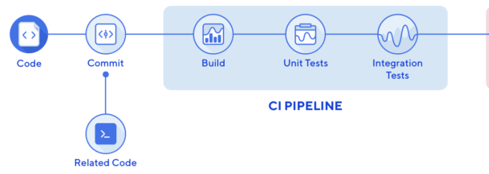 Code
Commit
Build
Unit Tests
Integration
Tests
CI PIPELINE
Related Code